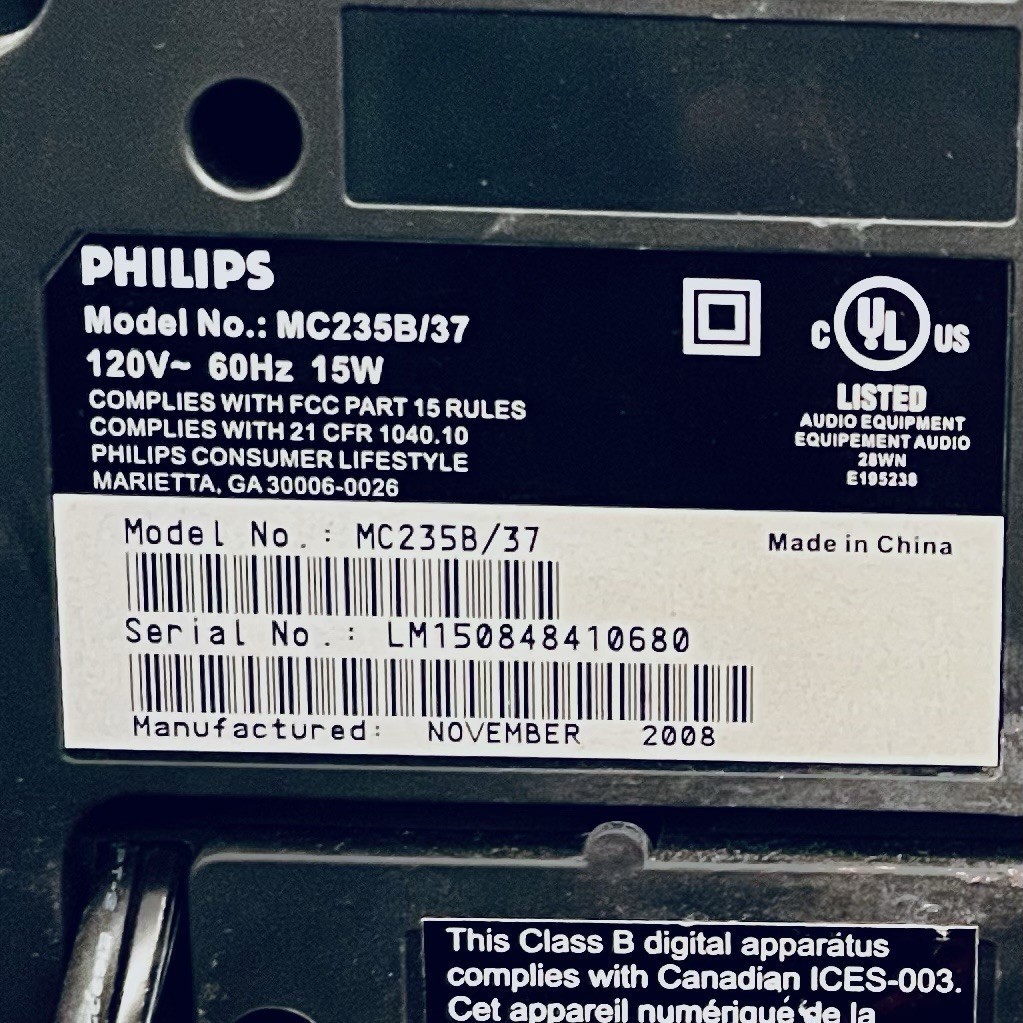 PHILIPS
Model No.: MC235B/37
120V~ 60Hz 15W
COMPLIES WITH FCC PART 15 RULES
COMPLIES WITH 21 CFR 1040.10
PHILIPS CONSUMER LIFESTYLE
MARIETTA, GA 30006-0026
C UL US
LISTED
AUDIO EQUIPMENT
EQUIPEMENT AUDIO
28WN
E195238
Model No.: MC235B/37
Made in China
Serial No.: LM150848410680
Manufactured: NOVEMBER 2008
This Class B digital apparatus
complies with Canadian ICES-003.
Cet appareil numérique de la